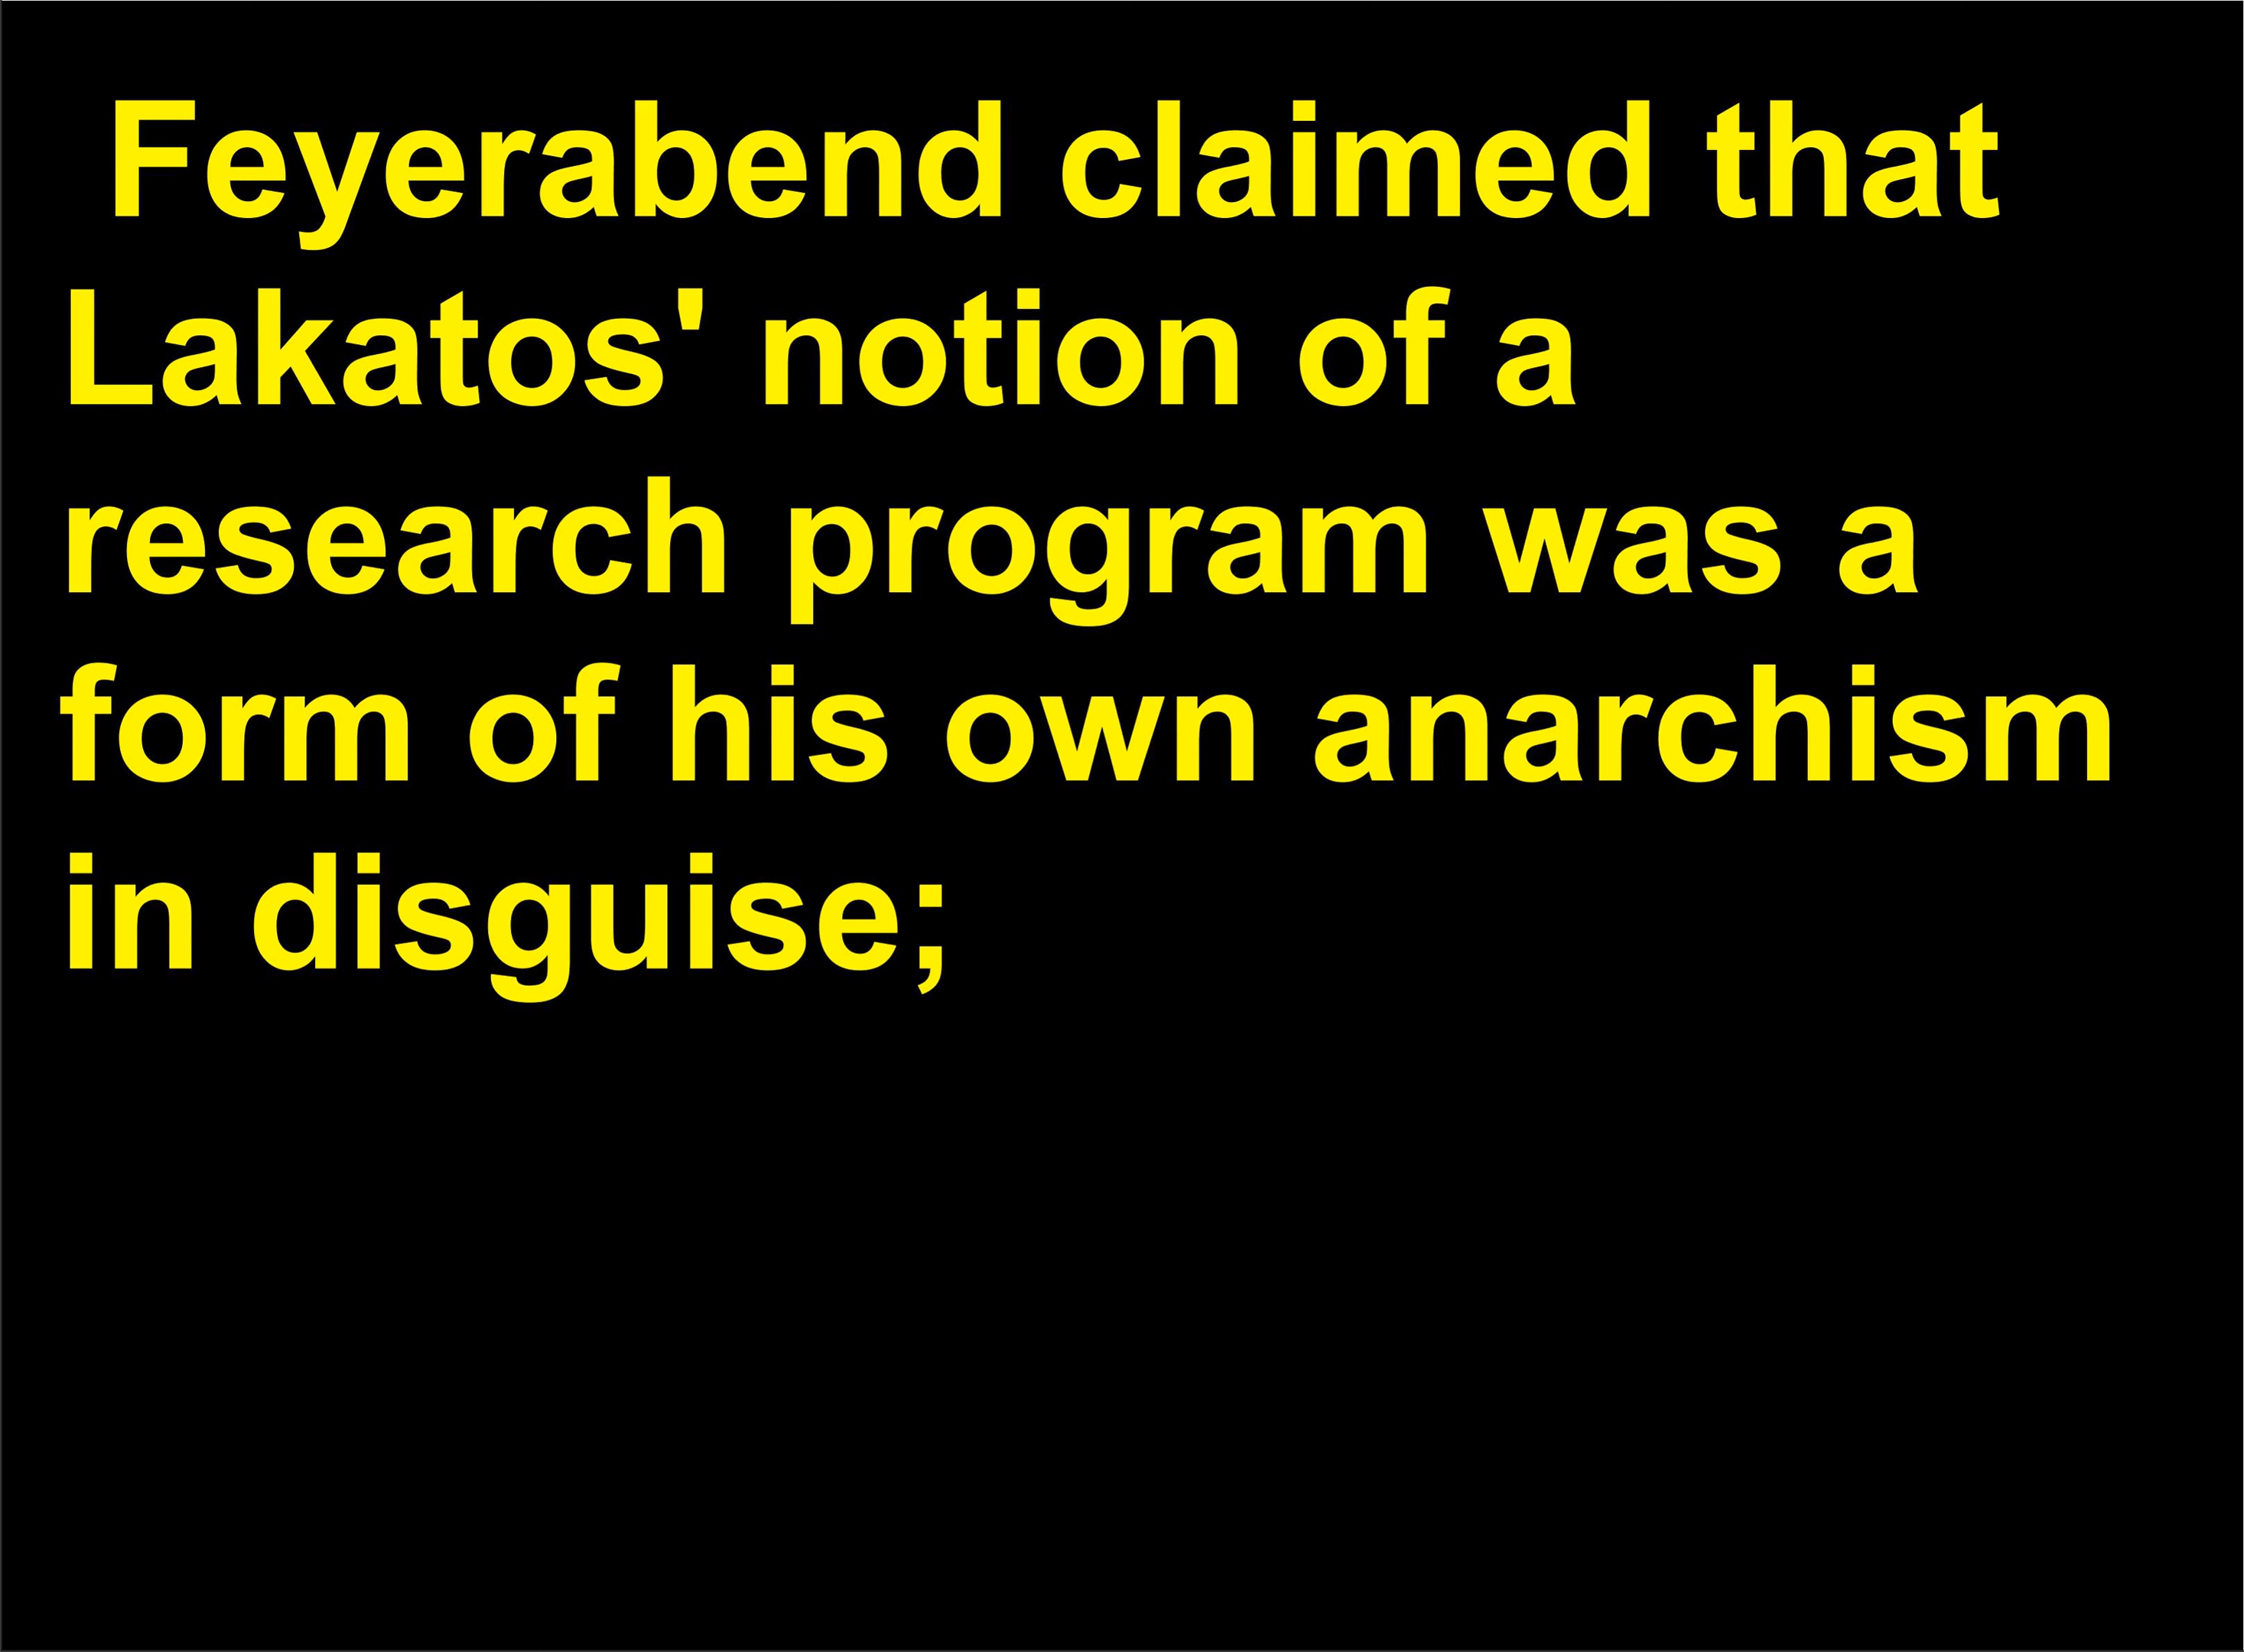 Feyerabend claimed that
Lakatos' notion of a
research program was a
form of his own anarchism
in disguise;